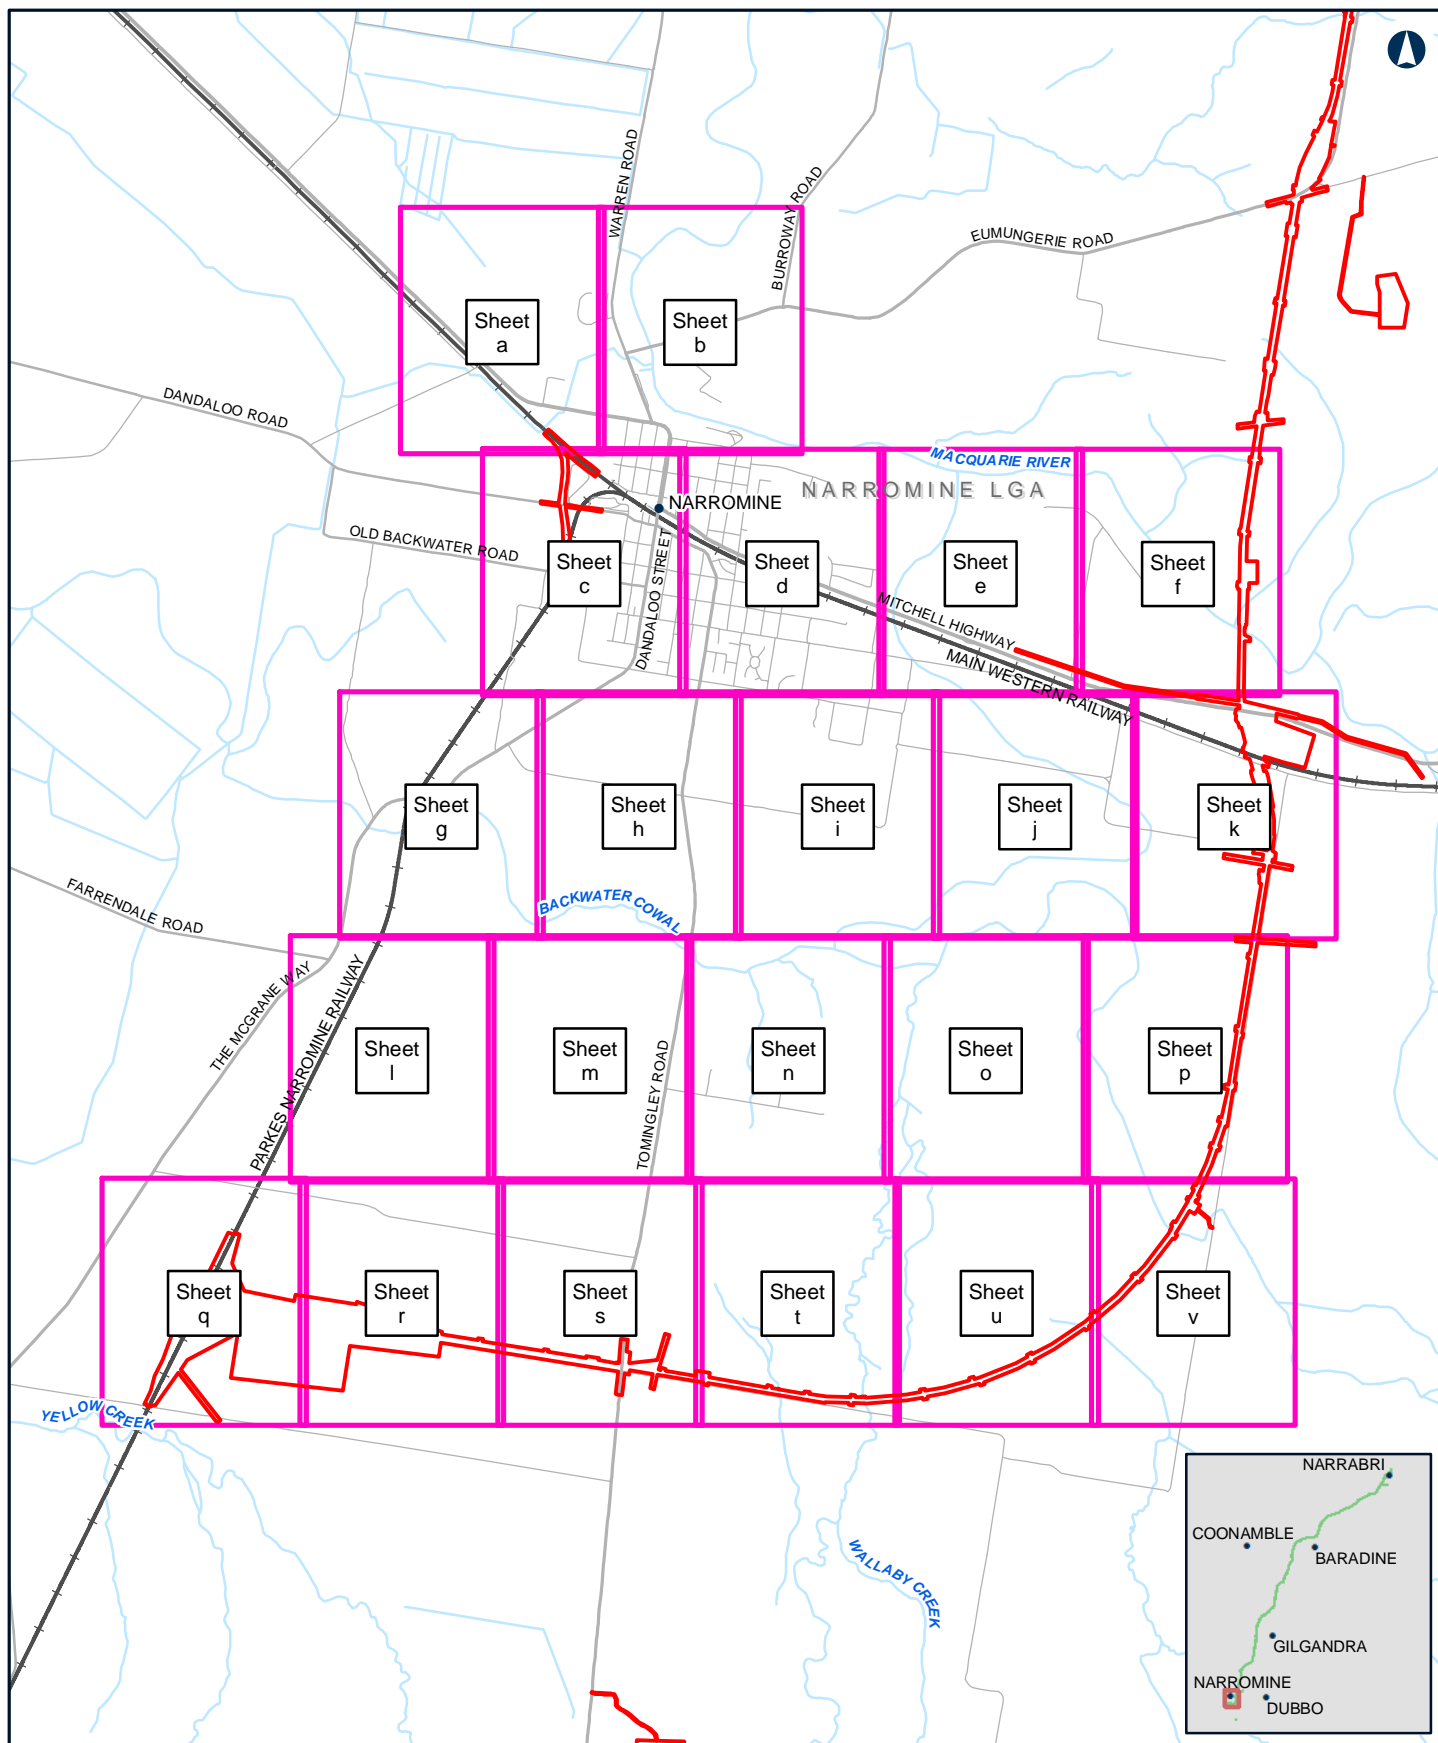 WARREN ROAD
BURROWAY ROAD
EUMUNGERIE ROAD
Sheet
a
Sheet
b
DANDALOO ROAD
MACQUARIE RIVER
NARROMINE LGA
NARROMINE
OLD BACKWATER ROAD
Sheet
c
Sheet
d
Sheet
e
Sheet
f
DANDALOO STREET
MITCHELL HIGHWAY
MAIN WESTERN RAILWAY
Sheet
g
Sheet
h
Sheet
i
Sheet
j
Sheet
k
FARRENDALE ROAD
BACKWATER COWAL
THE MCGRANE WAY
PARKES NARROMINE RAILWAY
TOMINGLEY ROAD
Sheet
l
Sheet
m
Sheet
n
Sheet
o
Sheet
p
Sheet
q
Sheet
r
Sheet
s
Sheet
t
Sheet
u
Sheet
v
YELLOW CREEK
WALLABY CREEK
NARRABRI
COONAMBLE
BARADINE
GILGANDRA
NARROMINE
DUBBO